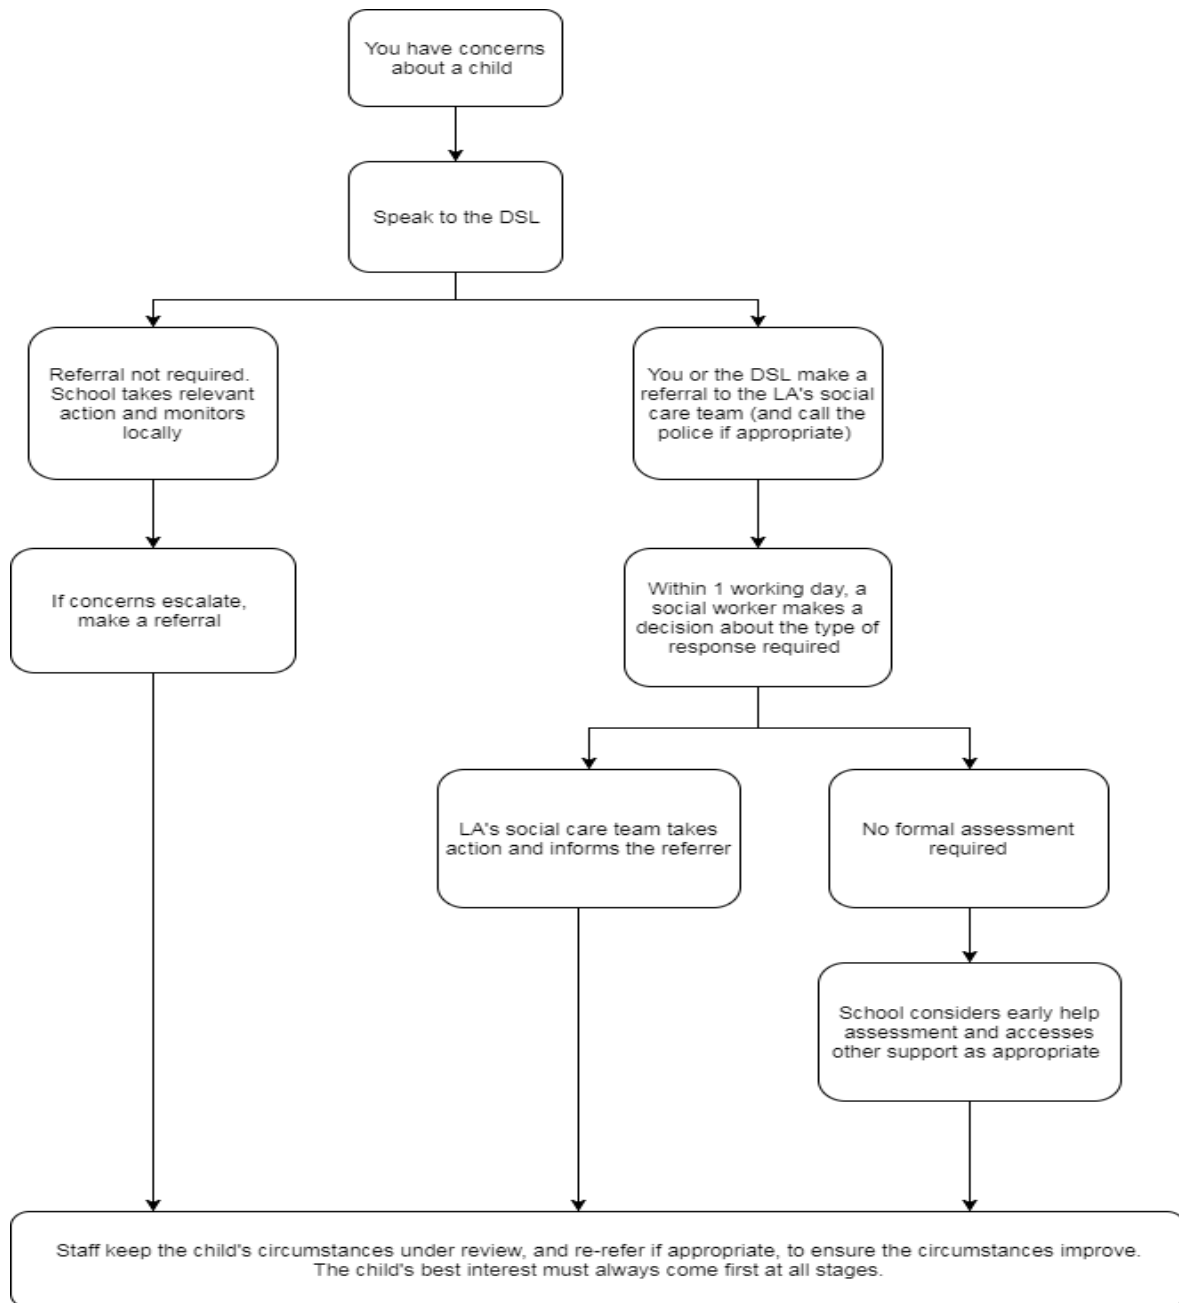 You have concerns
about a child
Speak to the DSL
Referral not required.
School takes relevant
action and monitors
locally
You or the DSL make a
referral to the LA's social
care team (and call the
police if appropriate)
If concerns escalate,
make a referral
Within 1 working day, a
social worker makes a
decision about the type of
response required
LA's social care team takes
action and informs the referrer
No formal assessment
required
School considers early help
assessment and accesses
other support as appropriate
Staff keep the child's circumstances under review, and re-refer if appropriate, to ensure the circumstances improve.
The child's best interest must always come first at all stages.